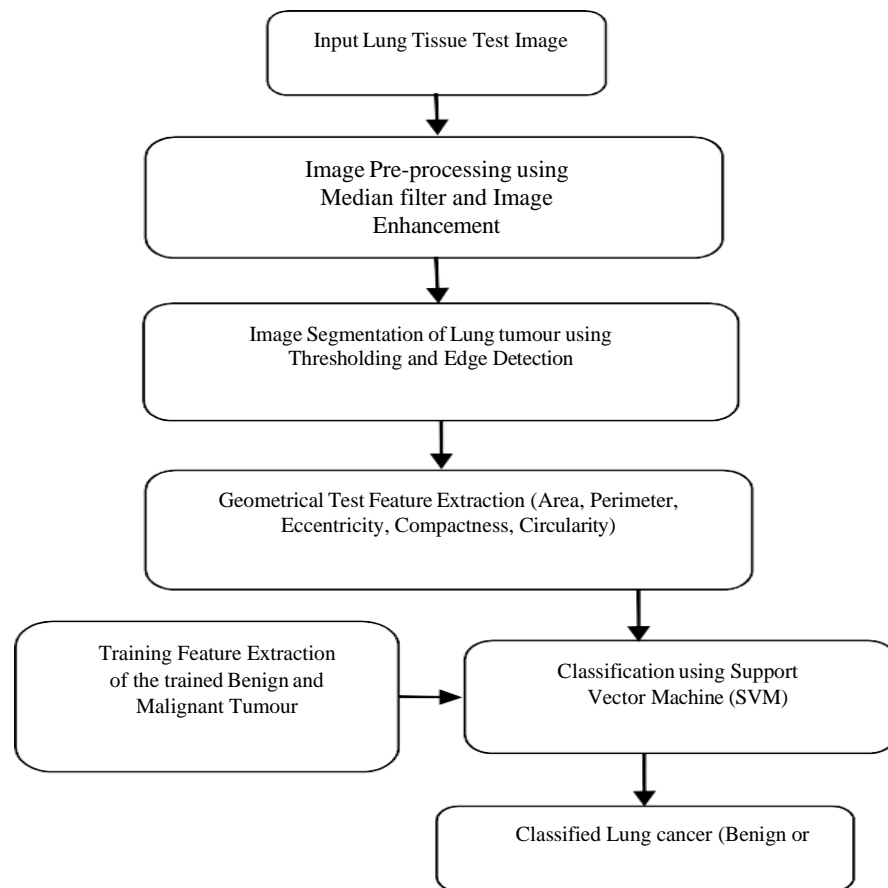 Input Lung Tissue Test Image
Image Pre-processing using
Median filter and Image
Enhancement
Image Segmentation of Lung tumour using
Thresholding and Edge Detection
Geometrical Test Feature Extraction (Area, Perimeter,
Eccentricity, Compactness, Circularity)
Training Feature Extraction
of the trained Benign and
Malignant Tumour
Classification using Support
Vector Machine (SVM)
Classified Lung cancer (Benign or